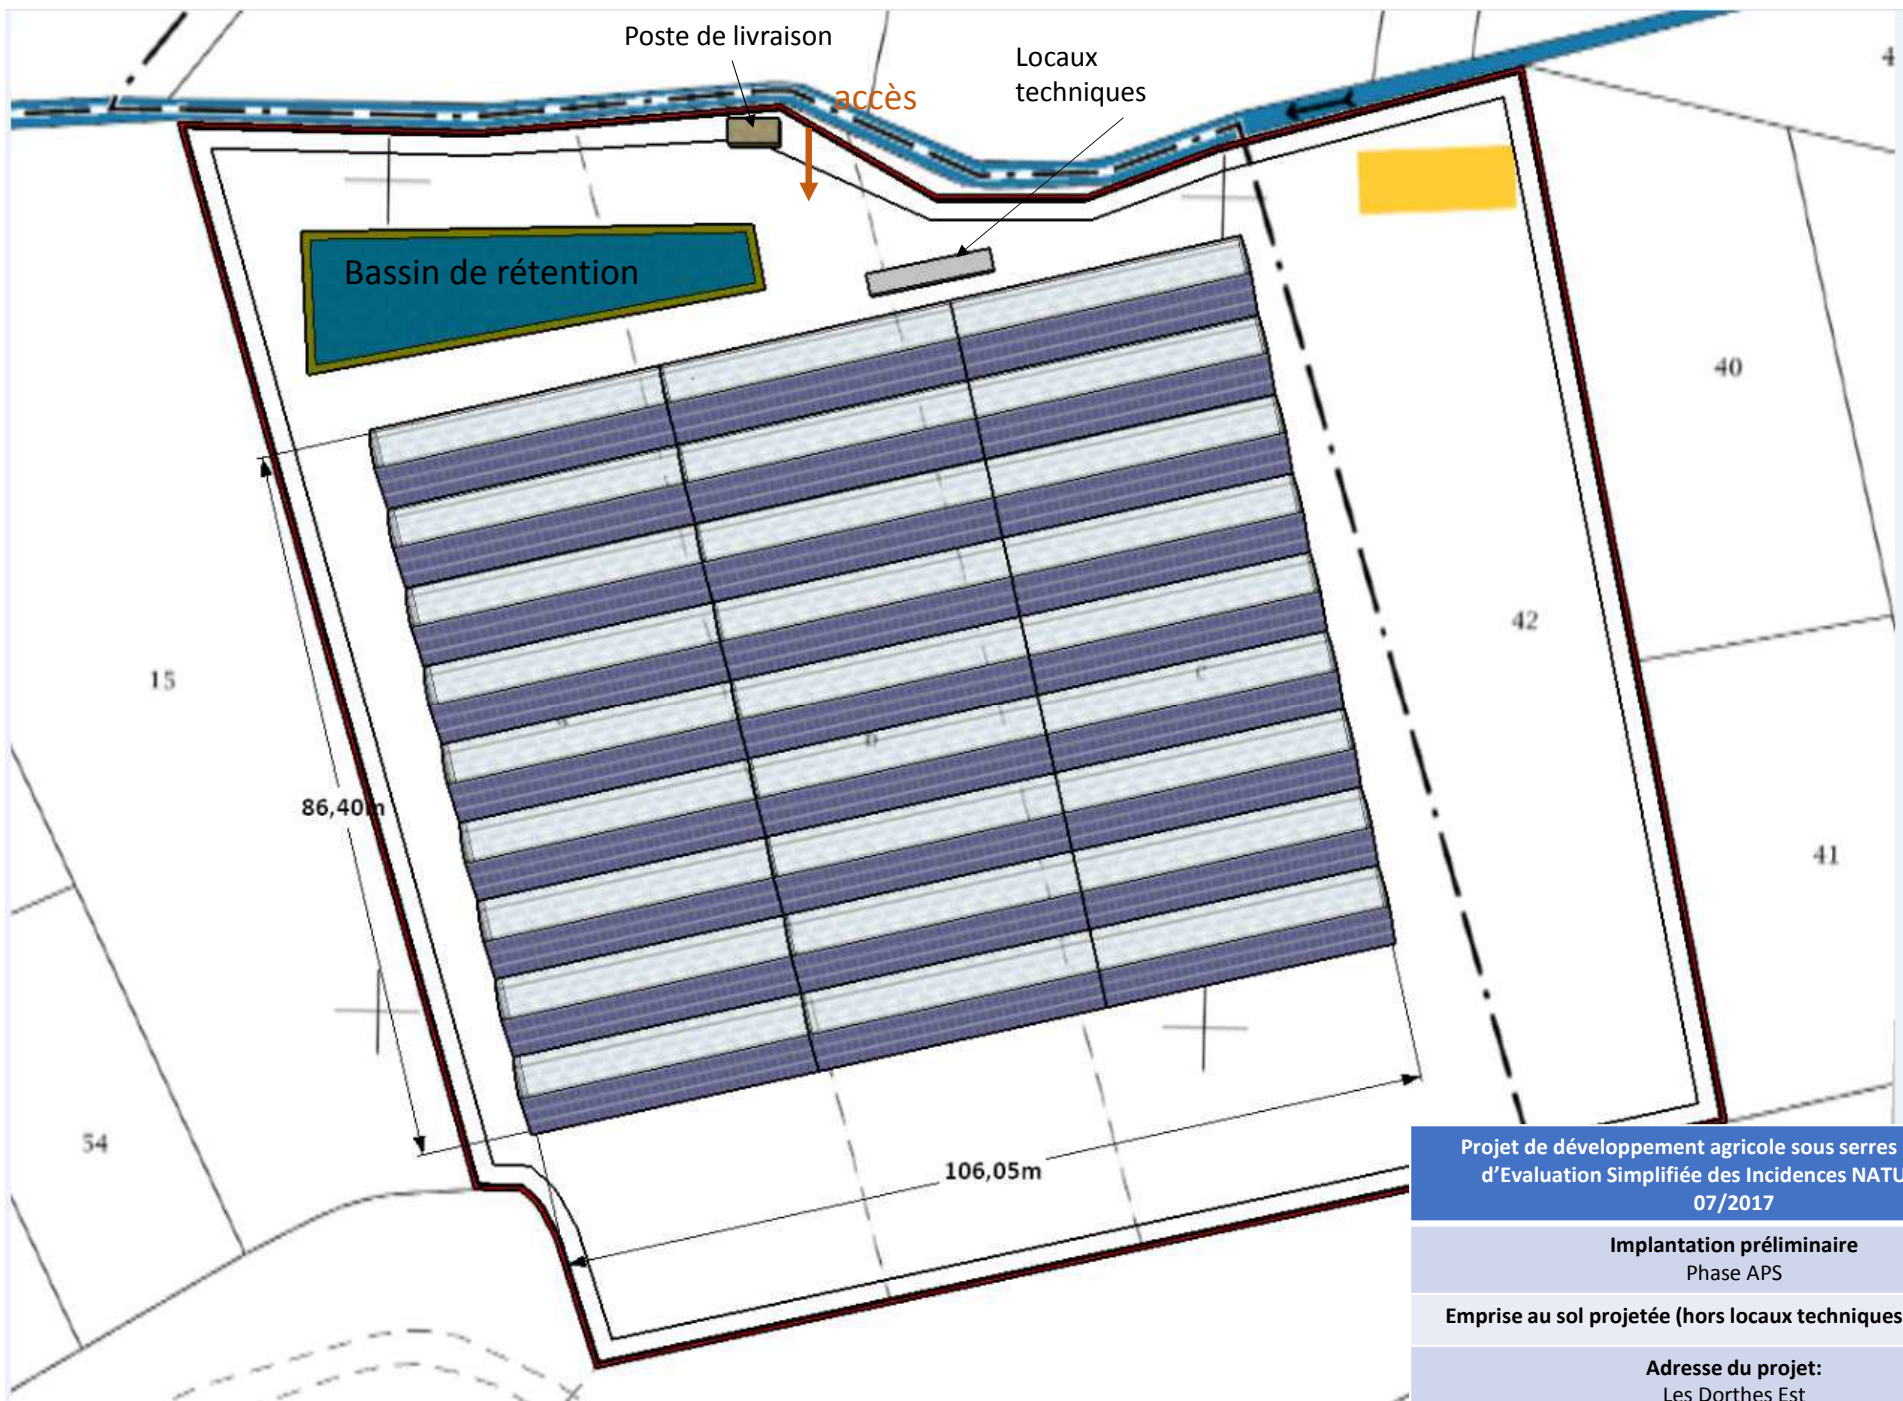 Poste de livraison
Locaux
techniques
accès
Bassin de rétention
40
42
15
41
86,40m
54
106,05m
Projet de développement agricole sous serres
d’Evaluation Simplifiée des Incidences NATU
07/2017
Implantation préliminaire
Phase APS
Emprise au sol projetée (hors locaux techniques
Adresse du projet:
Les Dorthes Est